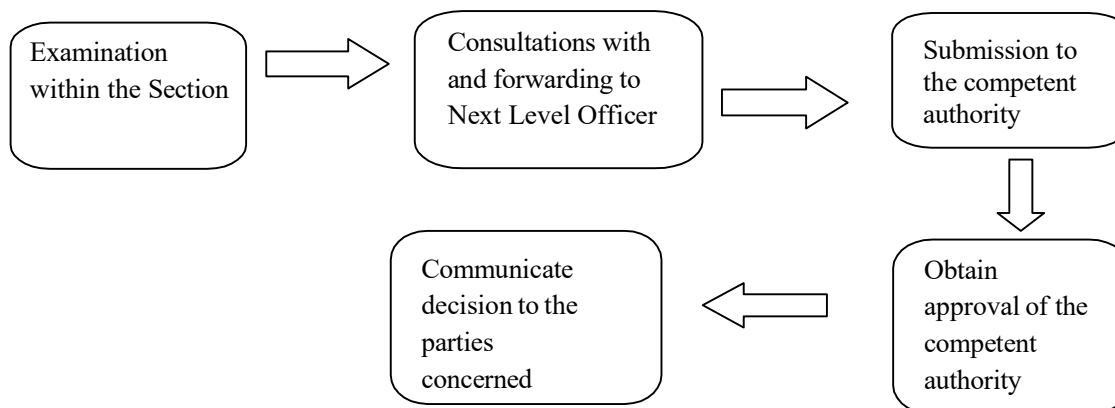 Examination
within the Section
Consultations with
and forwarding to
Next Level Officer
Submission to
the competent
authority
Obtain
approval of the
competent
authority
Communicate
decision to the
parties
concerned